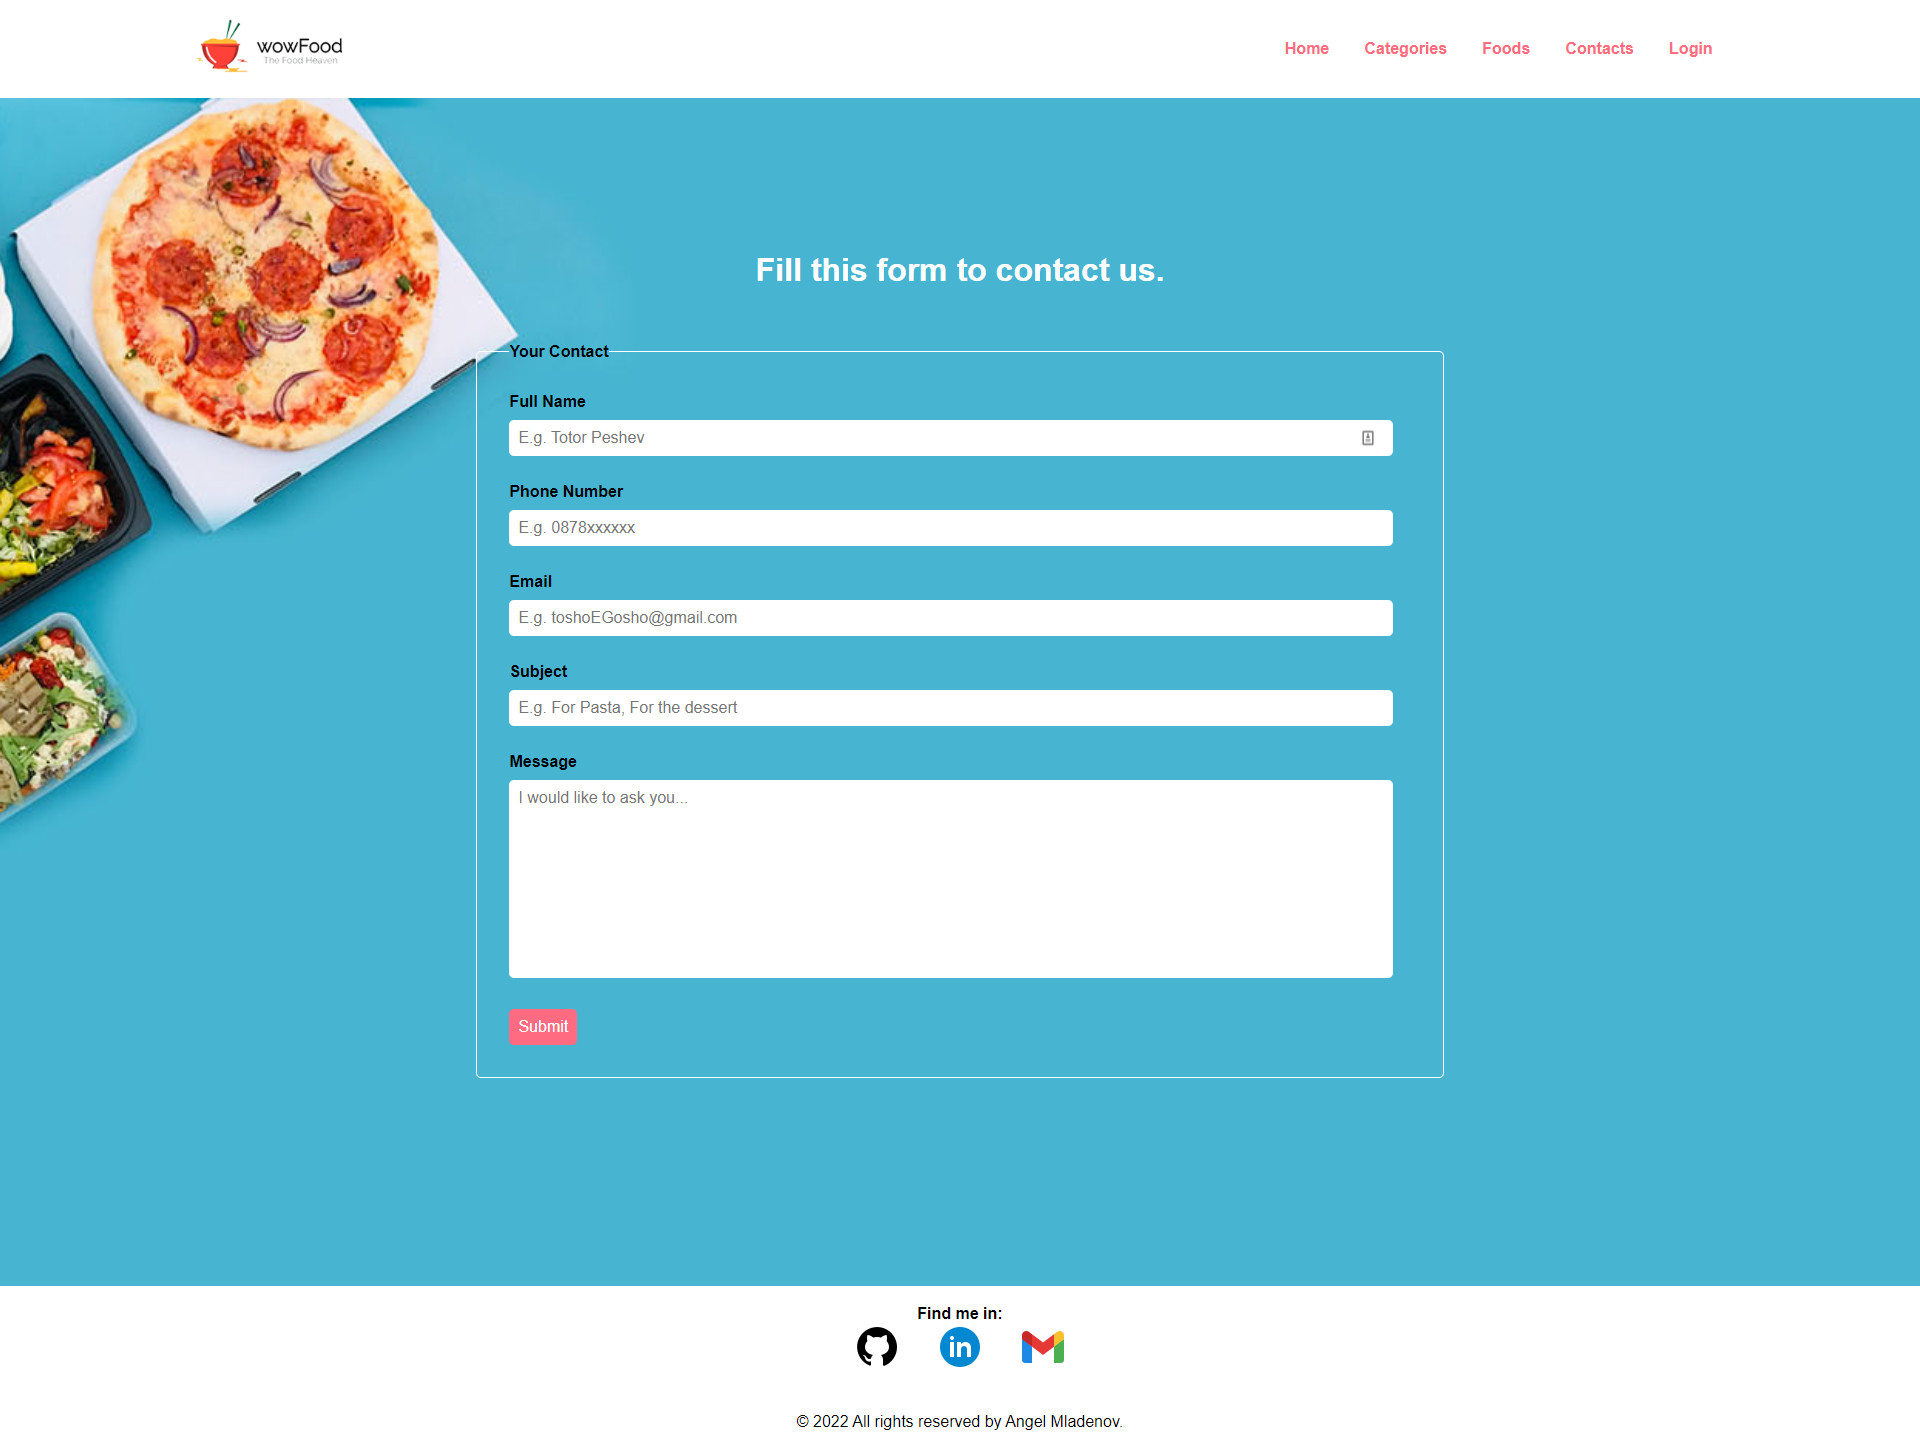 wowFood
The Food Heaven
Home Categories Foods Contacts Login
Fill this form to contact us.
Your Contact
Full Name
E.g. Totor Peshev
Phone Number
E.g. 0878xxxxxx
Email
E.g. toshoEGosho@gmail.com
Subject
E.g. For Pasta, For the dessert
Message
I would like to ask you...
Submit
Find me in:
in
© 2022 All rights reserved by Angel Mladenov.